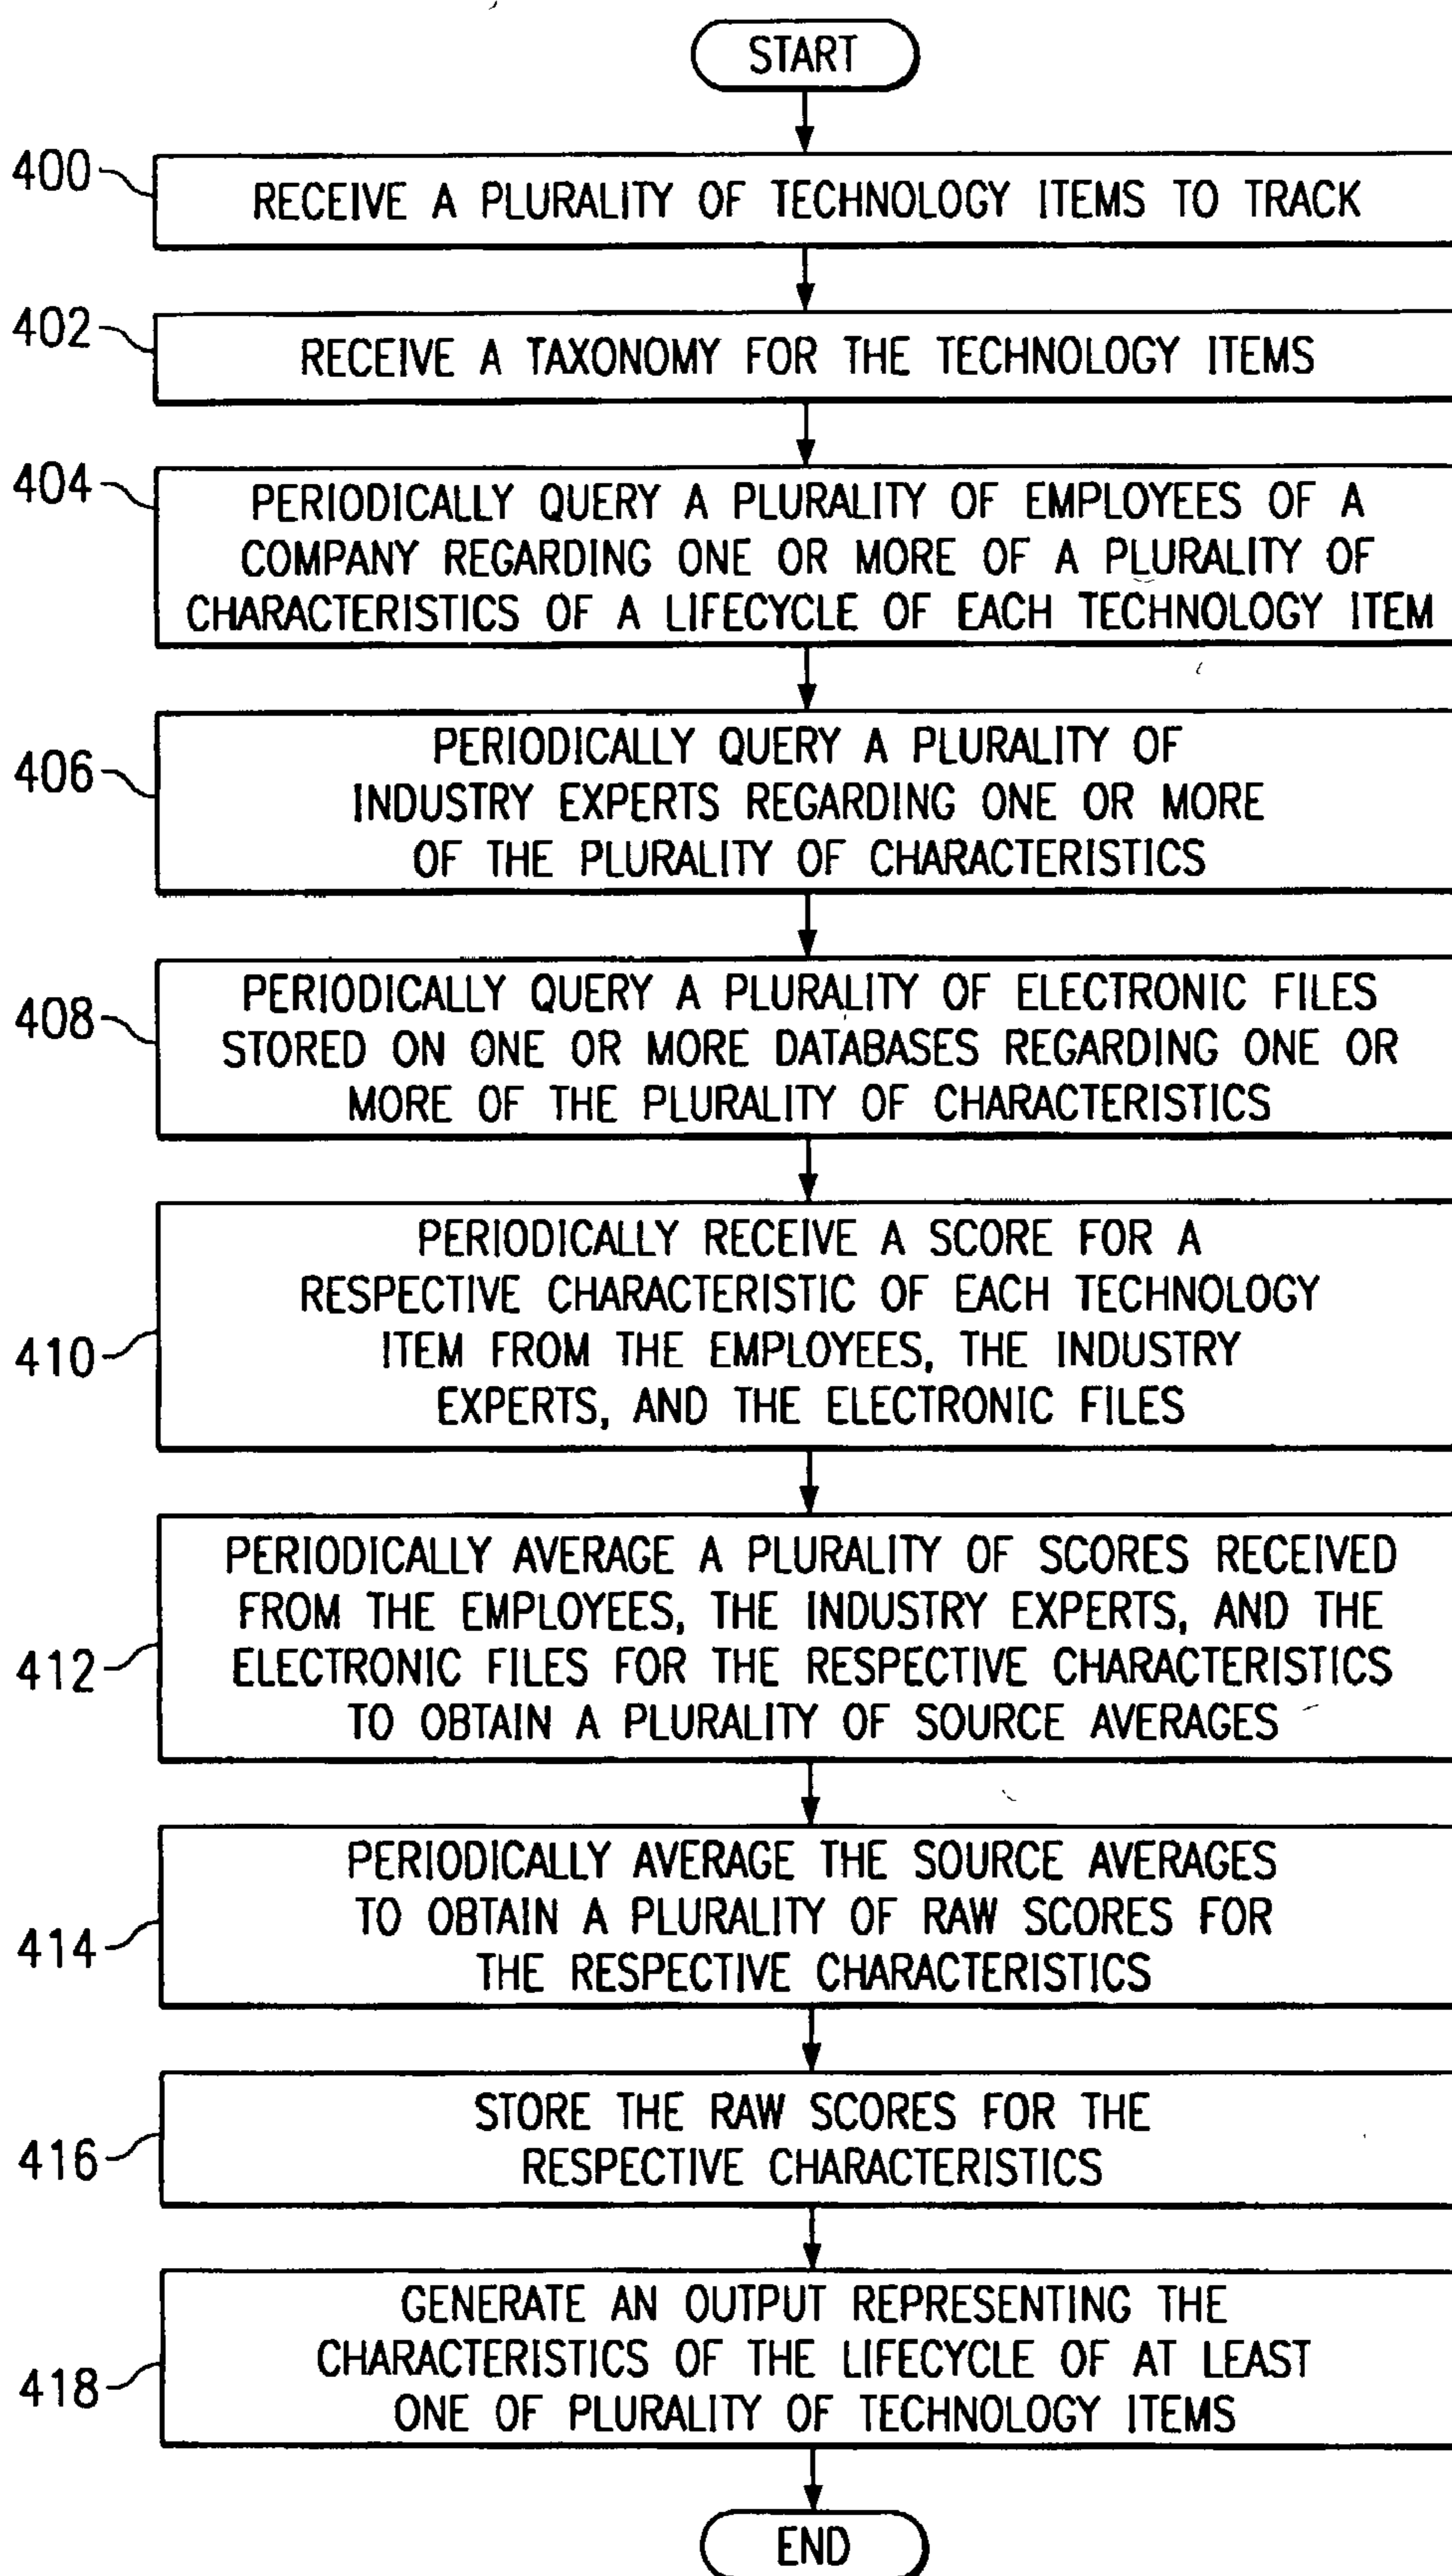 START
400
RECEIVE A PLURALITY OF TECHNOLOGY ITEMS TO TRACK
402
RECEIVE A TAXONOMY FOR THE TECHNOLOGY ITEMS
404
PERIODICALLY QUERY A PLURALITY OF EMPLOYEES OF A
COMPANY REGARDING ONE OR MORE OF A PLURALITY OF
CHARACTERISTICS OF A LIFECYCLE OF EACH TECHNOLOGY ITEM
406
PERIODICALLY QUERY A PLURALITY OF
INDUSTRY EXPERTS REGARDING ONE OR MORE
OF THE PLURALITY OF CHARACTERISTICS
408
PERIODICALLY QUERY A PLURALITY OF ELECTRONIC FILES
STORED ON ONE OR MORE DATABASES REGARDING ONE OR
MORE OF THE PLURALITY OF CHARACTERISTICS
410
PERIODICALLY RECEIVE A SCORE FOR A
RESPECTIVE CHARACTERISTIC OF EACH TECHNOLOGY
ITEM FROM THE EMPLOYEES, THE INDUSTRY
EXPERTS, AND THE ELECTRONIC FILES
412
PERIODICALLY AVERAGE A PLURALITY OF SCORES RECEIVED
FROM THE EMPLOYEES, THE INDUSTRY EXPERTS, AND THE
ELECTRONIC FILES FOR THE RESPECTIVE CHARACTERISTICS
TO OBTAIN A PLURALITY OF SOURCE AVERAGES
414
PERIODICALLY AVERAGE THE SOURCE AVERAGES
TO OBTAIN A PLURALITY OF RAW SCORES FOR
THE RESPECTIVE CHARACTERISTICS
416
STORE THE RAW SCORES FOR THE
RESPECTIVE CHARACTERISTICS
418
GENERATE AN OUTPUT REPRESENTING THE
CHARACTERISTICS OF THE LIFECYCLE OF AT LEAST
ONE OF PLURALITY OF TECHNOLOGY ITEMS
END